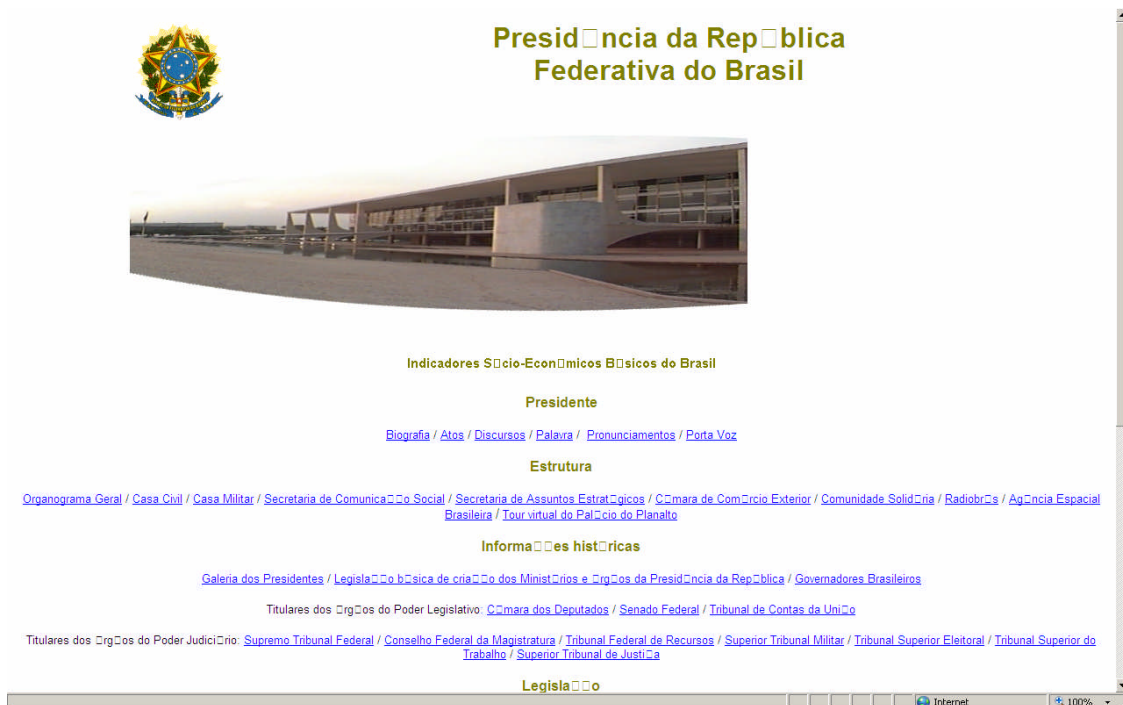 Presid□ncia da Rep□blica
Federativa do Brasil
Indicadores S□cio-Econ□micos B□sicos do Brasil
Presidente
Biografia / Atos / Discursos / Palavra / Pronunciamentos / Porta Voz
Estrutura
Organograma Geral / Casa Civil / Casa Militar / Secretaria de Comunica□□o Social / Secretaria de Assuntos Estrat□gicos / C□mara de Com□rcio Exterior / Comunidade Solid□ria / Radiobr□s / Ag□ncia Espacial
Brasileira / Tour virtual do Pal□cio do Planalto
Informa□□es hist□ricas
Galeria dos Presidentes / Legisla□□o b□sica de cria□□o dos Minist□rios e □rg□os da Presid□ncia da Rep□blica / Governadores Brasileiros
Titulares dos □rg□os do Poder Legislativo: C□mara dos Deputados / Senado Federal / Tribunal de Contas da Uni□o
Titulares dos □rg□os do Poder Judici□rio: Supremo Tribunal Federal / Conselho Federal da Magistratura / Tribunal Federal de Recursos / Superior Tribunal Militar / Tribunal Superior Eleitoral / Tribunal Superior do
Trabalho / Superior Tribunal de Justi□a
Legisla□□o
Internet 100%